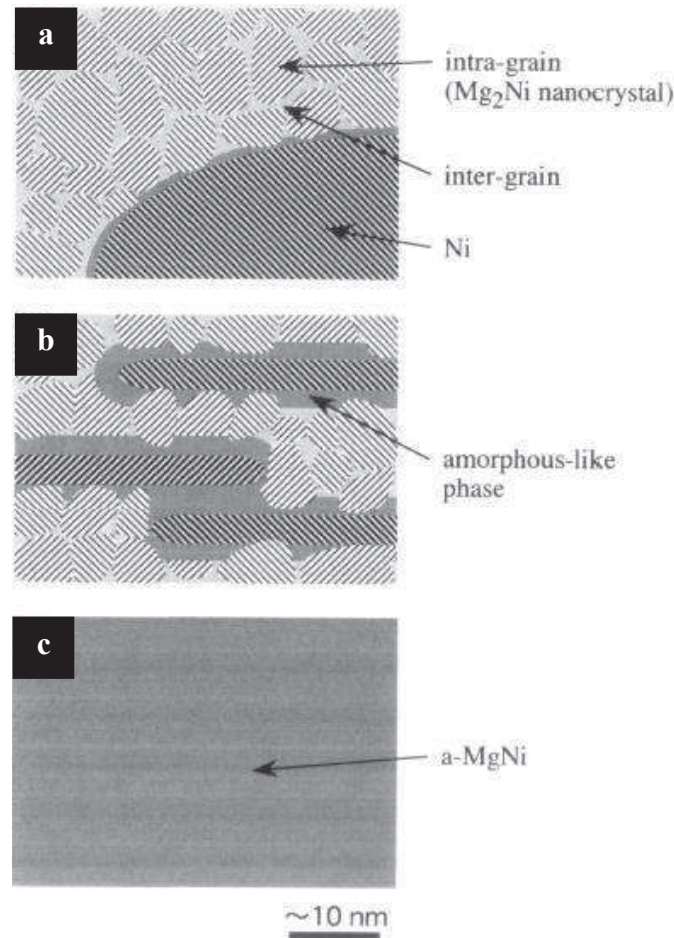 a
intra-grain
(Mg₂Ni nanocrystal)
inter-grain
Ni
b
amorphous-like
phase
c
a-MgNi
～10 nm